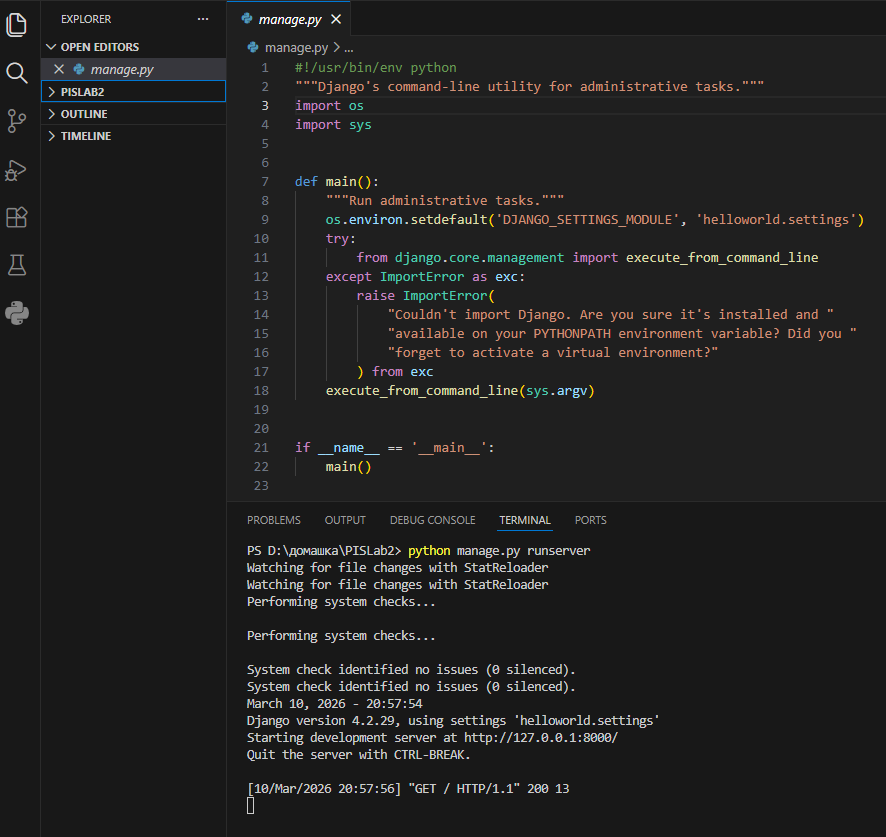 EXPLORER
...
OPEN EDITORS
manage.py
PISLAB2
OUTLINE
TIMELINE
manage.py
manage.py > ...
1 #!/usr/bin/env python
2 """Django's command-line utility for administrative tasks."""
3 import os
4 import sys
5
6
7 def main():
8     """Run administrative tasks."""
9     os.environ.setdefault('DJANGO_SETTINGS_MODULE', 'helloworld.settings')
10     try:
11         from django.core.management import execute_from_command_line
12     except ImportError as exc:
13         raise ImportError(
14             "Couldn't import Django. Are you sure it's installed and "
15             "available on your PYTHONPATH environment variable? Did you "
16             "forget to activate a virtual environment?"
17         ) from exc
18     execute_from_command_line(sys.argv)
19
20
21 if __name__ == '__main__':
22     main()
23
PROBLEMS OUTPUT DEBUG CONSOLE TERMINAL PORTS
PS D:\домашка\PISLab2> python manage.py runserver
Watching for file changes with StatReloader
Watching for file changes with StatReloader
Performing system checks...
Performing system checks...
System check identified no issues (0 silenced).
System check identified no issues (0 silenced).
March 10, 2026 - 20:57:54
Django version 4.2.29, using settings 'helloworld.settings'
Starting development server at http://127.0.0.1:8000/
Quit the server with CTRL-BREAK.
[10/Mar/2026 20:57:56] "GET / HTTP/1.1" 200 13